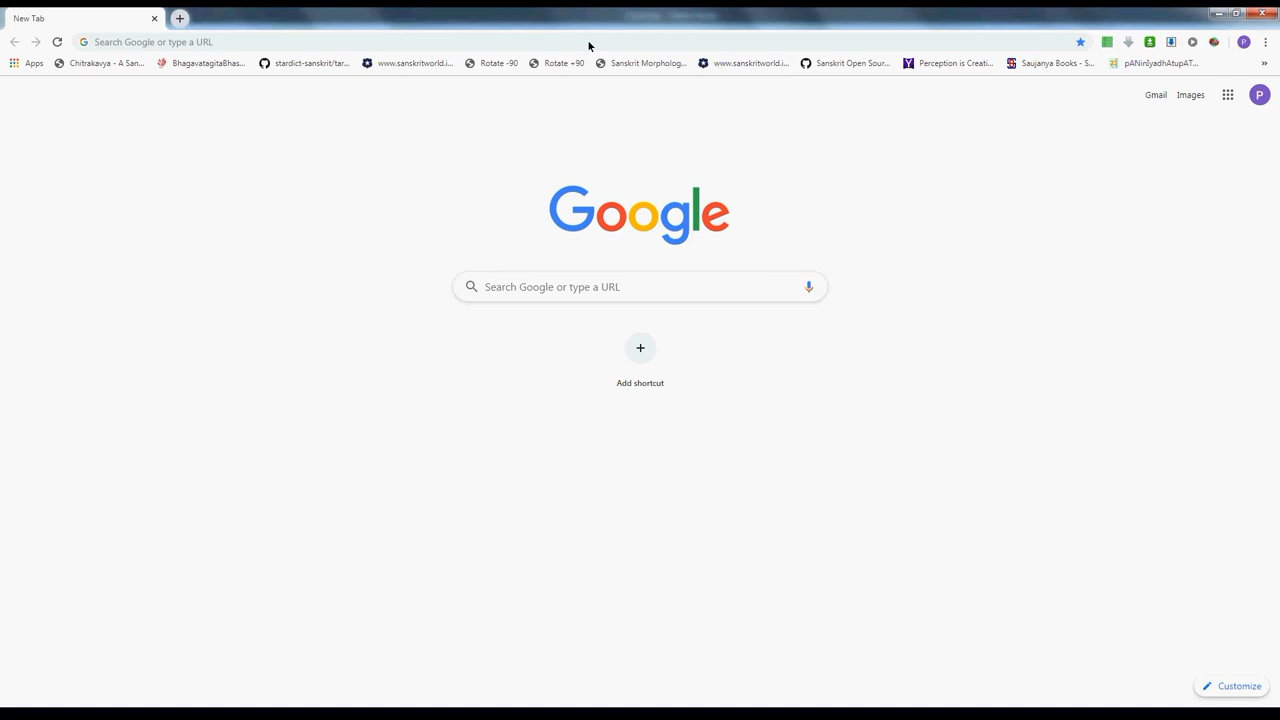 New Tab
Search Google or type a URL
Apps Chitrakavya - A San... BhagavatagitaBhas... stardict-sanskrit/tar... www.sanskritworld.i... Rotate -90 Rotate +90 Sanskrit Morpholog... www.sanskritworld.i... Sanskrit Open Sour... Perception is Creati... Saujanya Books - S... pANinIyadhAtupAT... »
Gmail Images P
Google
Search Google or type a URL
Add shortcut
Customize